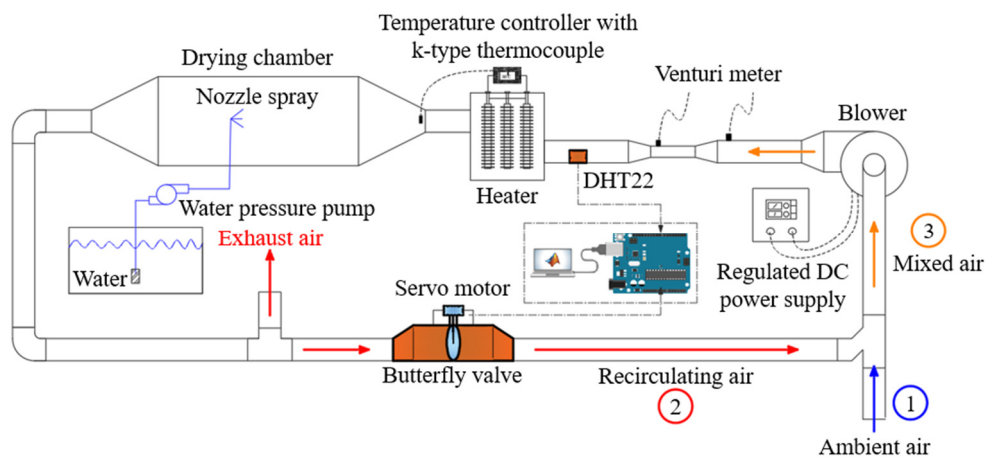 Temperature controller with
k-type thermocouple
Drying chamber
Nozzle spray
Venturi meter
Blower
Heater
DHT22
Water pressure pump
Exhaust air
Water
Regulated DC
power supply
3
Mixed air
Servo motor
Butterfly valve
Recirculating air
2
1
Ambient air